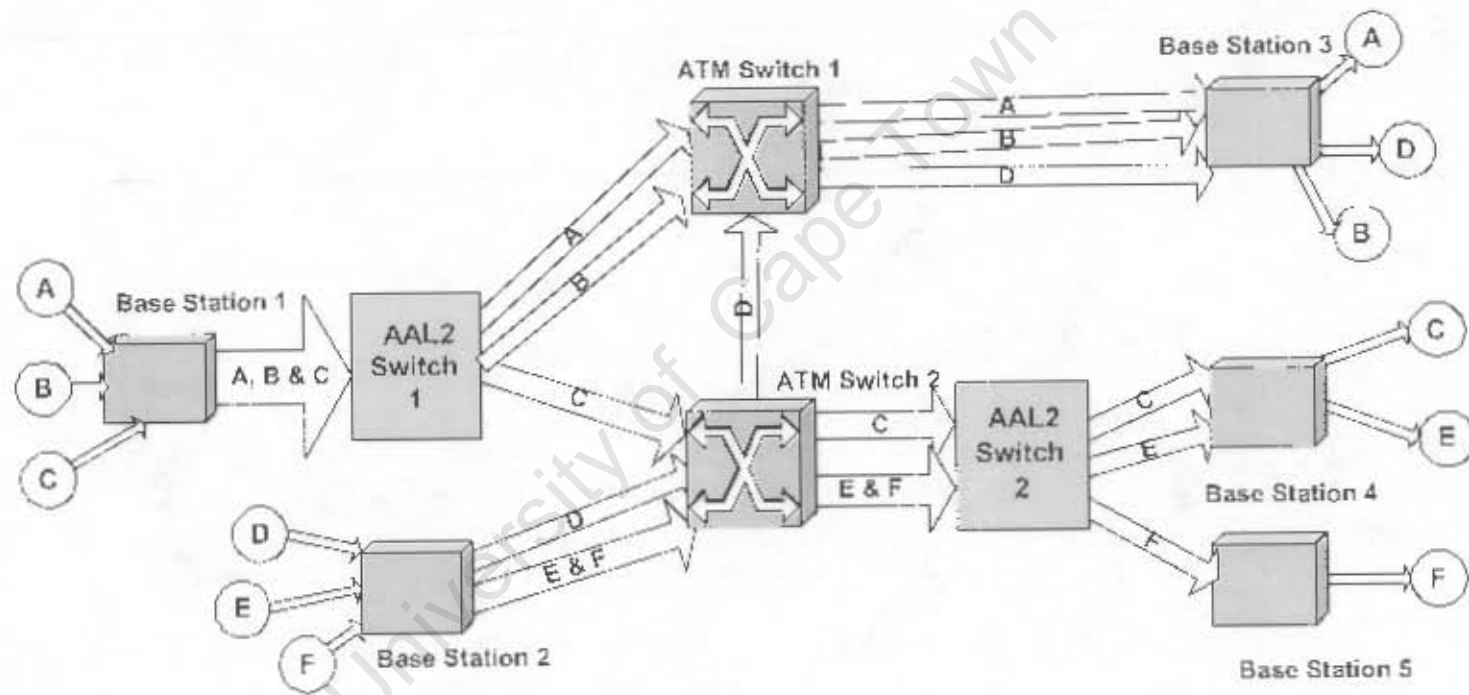 Base Station 3
A
ATM Switch 1
A
B
D
D
B
A
B
A
Base Station 1
AAL2
Switch
1
A, B & C
B
C
D
C
ATM Switch 2
C
E & F
AAL2
Switch
2
C
E
F
C
E
Base Station 4
D
E
F
D
E & F
Base Station 2
F
Base Station 5
University of Cape Town